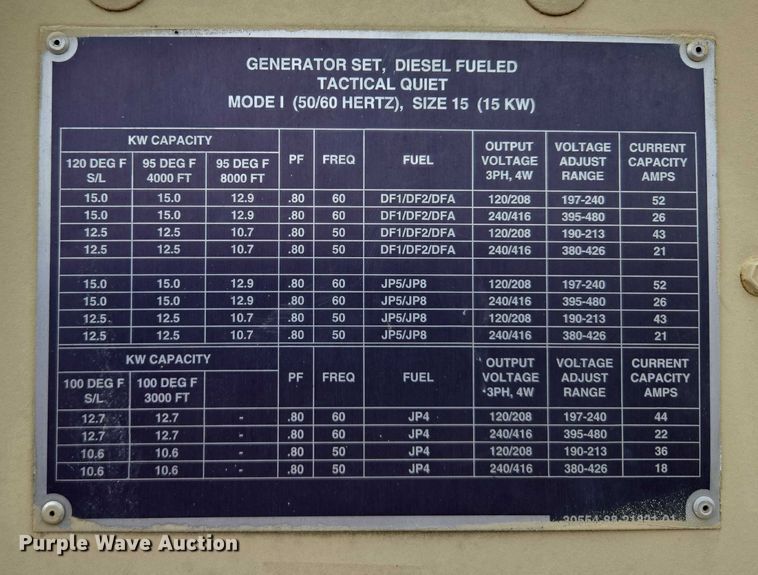 GENERATOR SET, DIESEL FUELED
TACTICAL QUIET
MODE I (50/60 HERTZ), SIZE 15 (15 KW)
KW CAPACITY PF FREQ FUEL OUTPUT VOLTAGE 3PH, 4W VOLTAGE ADJUST RANGE CURRENT CAPACITY AMPS
120 DEG F S/L 95 DEG F 4000 FT 95 DEG F 8000 FT
15.0 15.0 12.9 .80 60 DF1/DF2/DFA 120/208 197-240 52
15.0 15.0 12.9 .80 60 DF1/DF2/DFA 240/416 395-480 26
12.5 12.5 10.7 .80 50 DF1/DF2/DFA 120/208 190-213 43
12.5 12.5 10.7 .80 50 DF1/DF2/DFA 240/416 380-426 21
15.0 15.0 12.9 .80 60 JP5/JP8 120/208 197-240 52
15.0 15.0 12.9 .80 60 JP5/JP8 240/416 395-480 26
12.5 12.5 10.7 .80 50 JP5/JP8 120/208 190-213 43
12.5 12.5 10.7 .80 50 JP5/JP8 240/416 380-426 21
KW CAPACITY PF FREQ FUEL OUTPUT VOLTAGE 3PH, 4W VOLTAGE ADJUST RANGE CURRENT CAPACITY AMPS
100 DEG F S/L 100 DEG F 3000 FT -
12.7 12.7 - .80 60 JP4 120/208 197-240 44
12.7 12.7 - .80 60 JP4 240/416 395-480 22
10.6 10.6 - .80 50 JP4 120/208 190-213 36
10.6 10.6 - .80 50 JP4 240/416 380-426 18
Purple Wave Auction